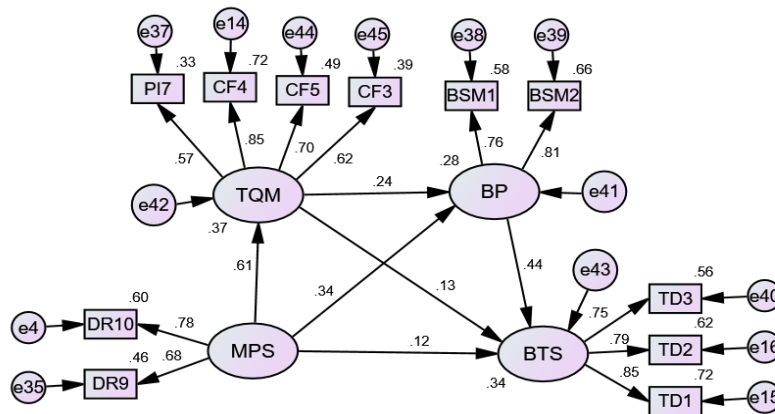 e37
e14
e44
e45
e38
e39
.33
.72
.49
.39
.58
.66
PI7
CF4
CF5
CF3
BSM1
BSM2
.57
.85
.70
.62
.76
.81
.28
e42
TQM
.24
BP
e41
.37
.61
.34
.13
.44
e43
.56
.60
.75
TD3
e40
e4
DR10
.78
.62
.46
.68
MPS
.12
BTS
.79
TD2
e16
e35
DR9
.34
.85
.72
TD1
e15